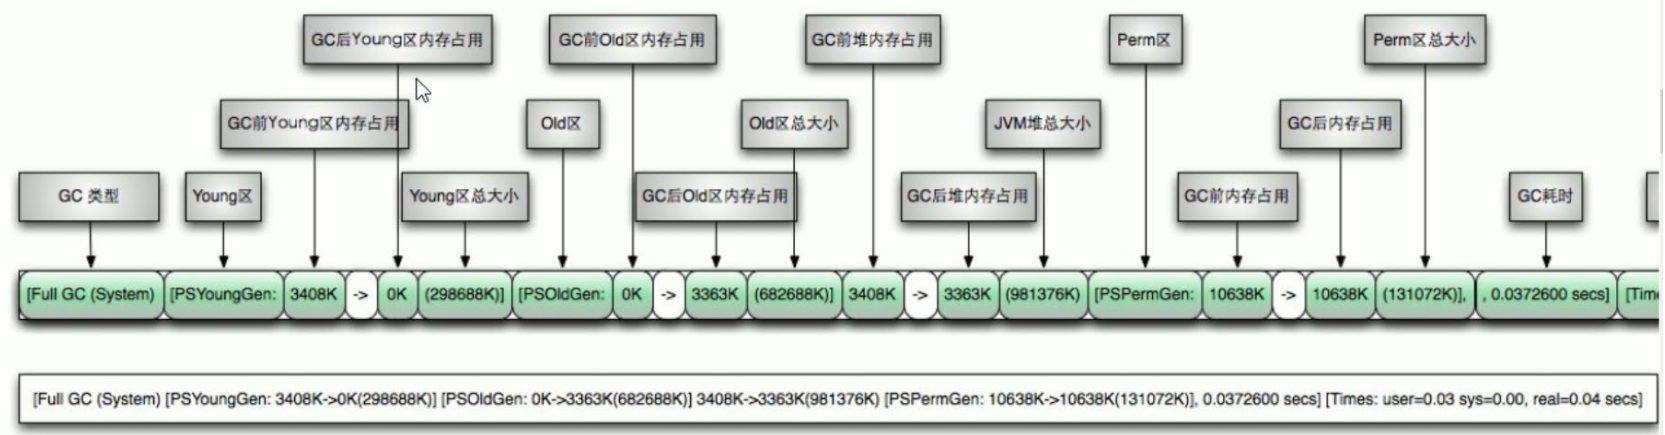 GC后Young区内存占用 GC前Old区内存占用 GC前堆内存占用 Perm区 Perm区总大小
GC前Young区内存占用 Old区 Old区总大小 JVM堆总大小 GC后内存占用
GC 类型 Young区 Young区总大小 GC后Old区内存占用 GC后堆内存占用 GC前内存占用 GC耗时
[Full GC (System) [PSYoungGen: 3408K -> 0K (298688K)] [PSOldGen: 0K -> 3363K (682688K)] 3408K -> 3363K (981376K) [PSPermGen: 10638K -> 10638K (131072K)], , 0.0372600 secs] [Time
[Full GC (System) [PSYoungGen: 3408K->0K(298688K)] [PSOldGen: 0K->3363K(682688K)] 3408K->3363K(981376K) [PSPermGen: 10638K->10638K(131072K)], 0.0372600 secs] [Times: user=0.03 sys=0.00, real=0.04 secs]